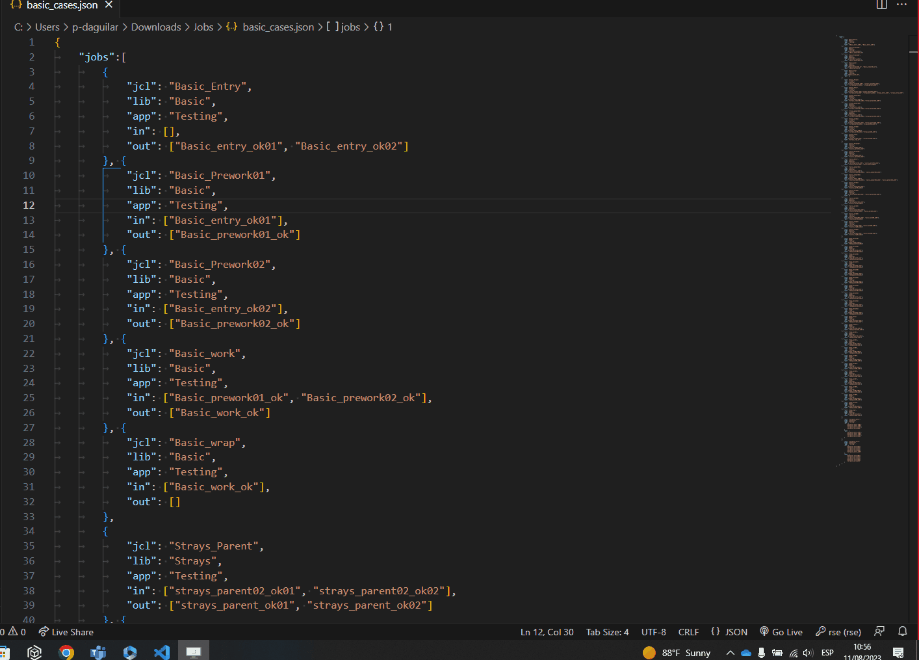 basic_cases.json
C: > Users > p-daguilar > Downloads > Jobs > {} basic_cases.json > [ ] jobs > {} 1
1 {
2 "jobs":[
3 {
4 "jcl": "Basic_Entry",
5 "lib": "Basic",
6 "app": "Testing",
7 "in": [],
8 "out": ["Basic_entry_ok01", "Basic_entry_ok02"]
9 }, {
10 "jcl": "Basic_Prework01",
11 "lib": "Basic",
12 "app": "Testing",
13 "in": ["Basic_entry_ok01"],
14 "out": ["Basic_prework01_ok"]
15 }, {
16 "jcl": "Basic_Prework02",
17 "lib": "Basic",
18 "app": "Testing",
19 "in": ["Basic_entry_ok02"],
20 "out": ["Basic_prework02_ok"]
21 }, {
22 "jcl": "Basic_work",
23 "lib": "Basic",
24 "app": "Testing",
25 "in": ["Basic_prework01_ok", "Basic_prework02_ok"],
26 "out": ["Basic_work_ok"]
27 }, {
28 "jcl": "Basic_wrap",
29 "lib": "Basic",
30 "app": "Testing",
31 "in": ["Basic_work_ok"],
32 "out": []
33 },
34 {
35 "jcl": "Strays_Parent",
36 "lib": "Strays",
37 "app": "Testing",
38 "in": ["strays_parent02_ok01", "strays_parent02_ok02"],
39 "out": ["strays_parent_ok01", "strays_parent_ok02"]
40 }, {
0 0 Live Share Ln 12, Col 30 Tab Size: 4 UTF-8 CRLF {} JSON Go Live rse (rse)
88°F Sunny ESP 10:56
11/08/2023